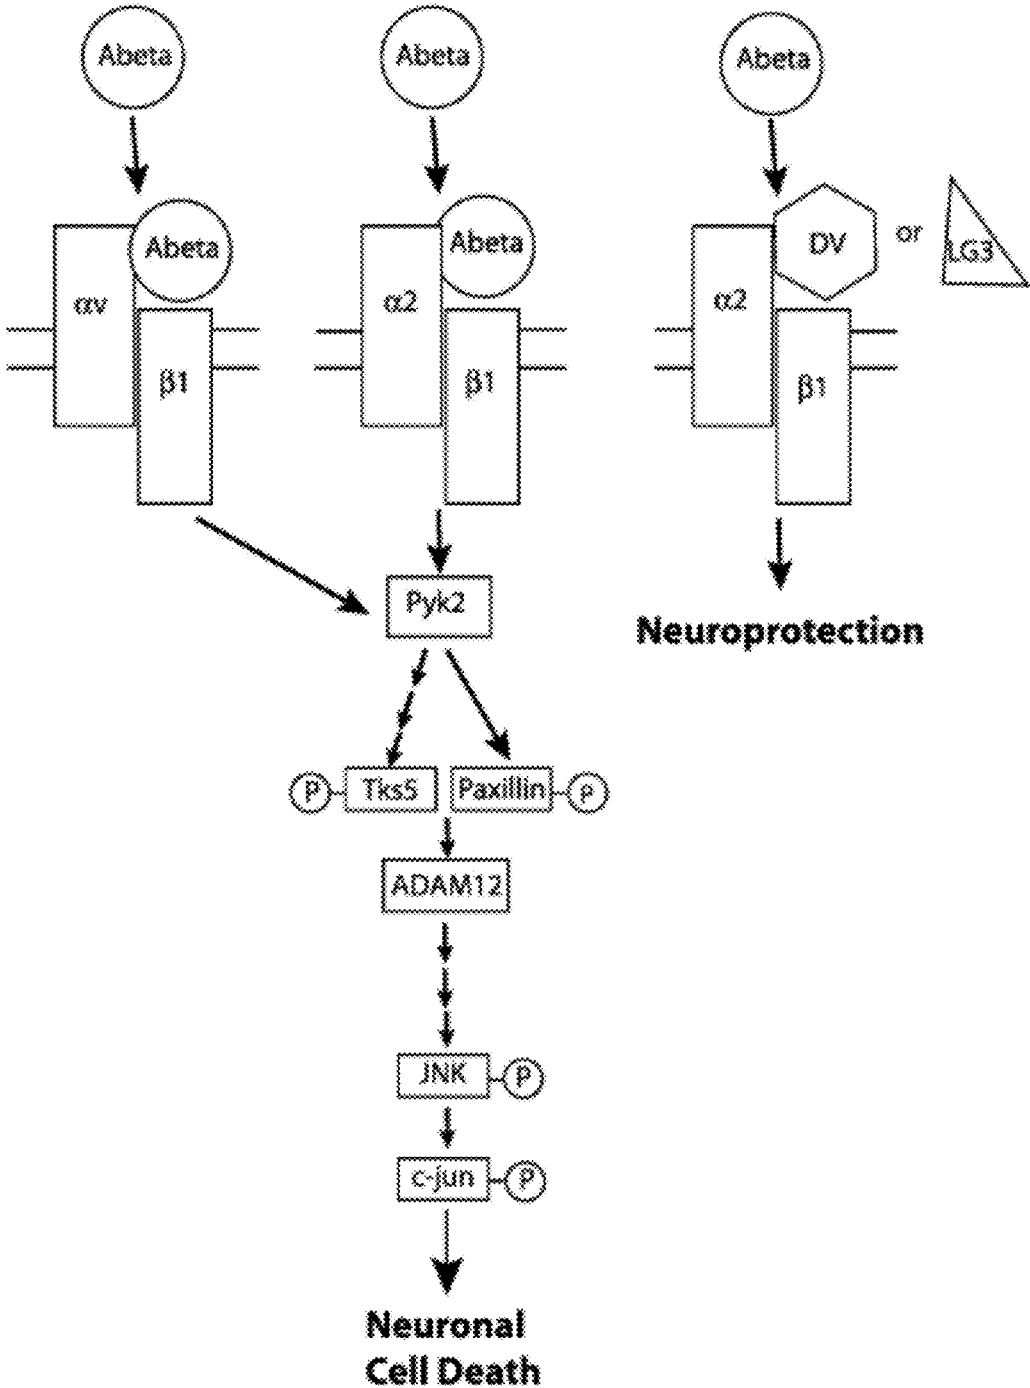 Abeta
Abeta
Abeta
Abeta
Abeta
DV
or
LG3
αv
α2
α2
β1
β1
β1
Pyk2
Neuroprotection
P
Tks5
Paxillin
P
ADAM12
JNK
P
c-jun
P
Neuronal
Cell Death